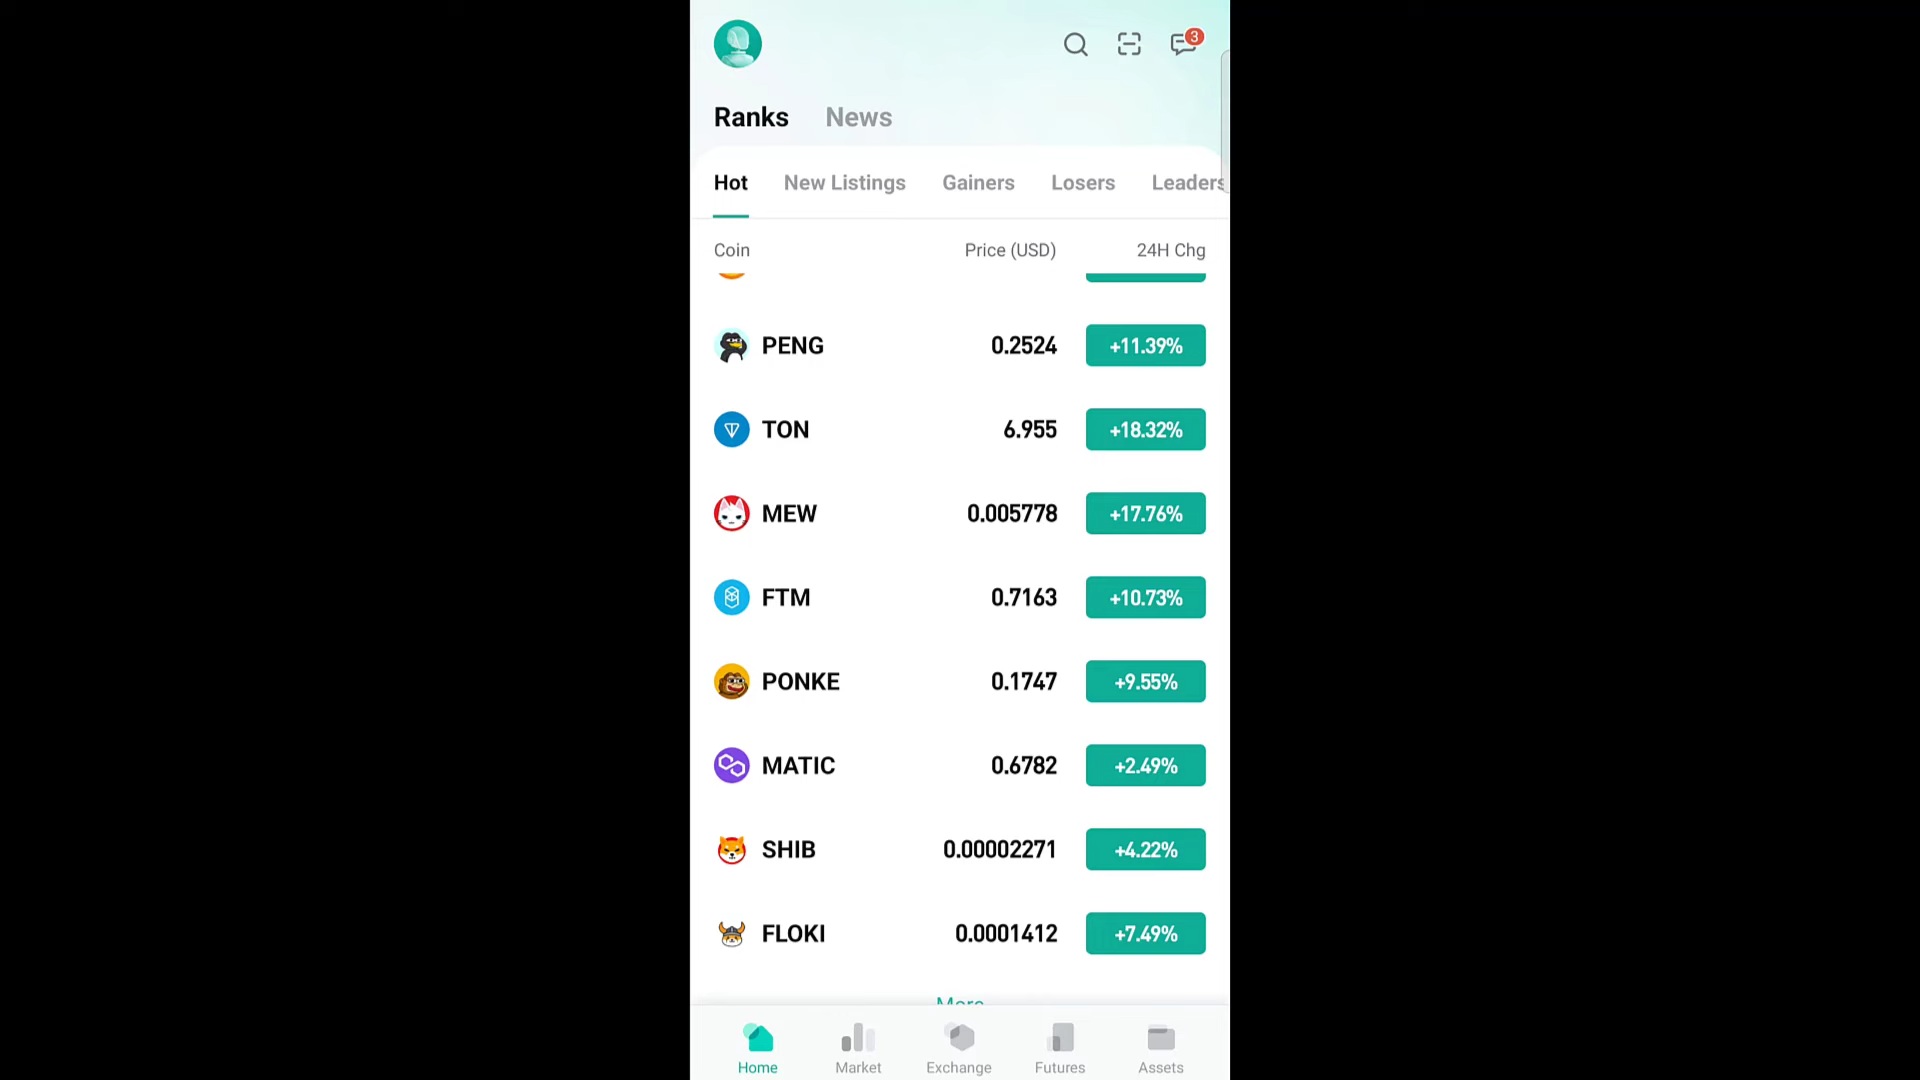 3
Ranks News
Hot New Listings Gainers Losers Leaders
Coin Price (USD) 24H Chg
PENG 0.2524 +11.39%
TON 6.955 +18.32%
MEW 0.005778 +17.76%
FTM 0.7163 +10.73%
PONKE 0.1747 +9.55%
MATIC 0.6782 +2.49%
SHIB 0.00002271 +4.22%
FLOKI 0.0001412 +7.49%
More
Home Market Exchange Futures Assets